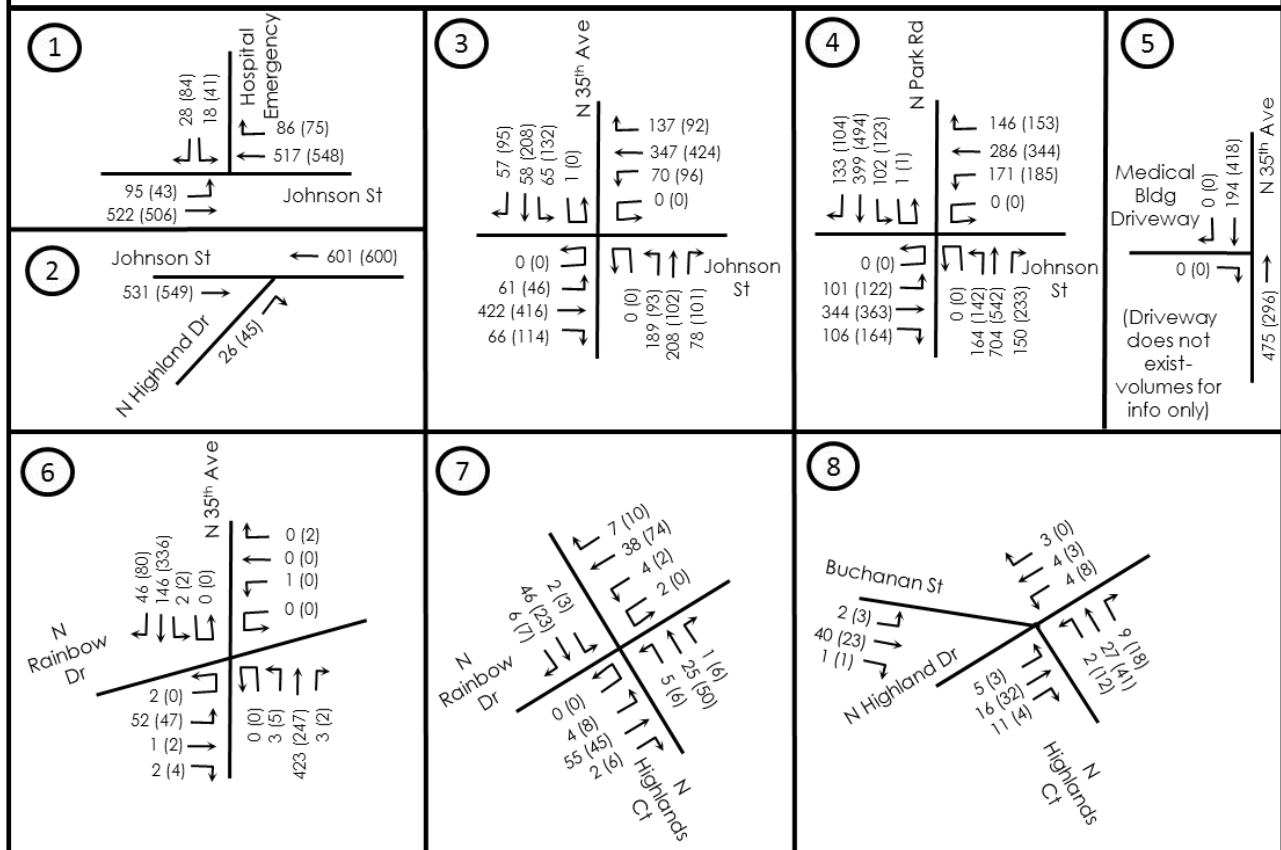 1
28 (84)
18 (41)
Hospital
Emergency
86 (75)
517 (548)
95 (43)
522 (506)
Johnson St
2
Johnson St
601 (600)
531 (549)
N Highland Dr
26 (45)
3
N 35th Ave
57 (95)
58 (208)
65 (132)
1 (0)
137 (92)
347 (424)
70 (96)
0 (0)
0 (0)
61 (46)
422 (416)
66 (114)
0 (0)
189 (93)
208 (102)
78 (101)
Johnson
St
4
N Park Rd
133 (104)
399 (494)
102 (123)
1 (1)
146 (153)
286 (344)
171 (185)
0 (0)
0 (0)
101 (122)
344 (363)
106 (164)
0 (0)
164 (142)
704 (542)
150 (233)
Johnson
St
5
N 35th Ave
Medical
Bldg
Driveway
0 (0)
194 (418)
0 (0)
475 (296)
(Driveway
does not
exist-
volumes for
info only)
6
N 35th Ave
46 (80)
146 (336)
2 (2)
0 (0)
0 (2)
0 (0)
1 (0)
0 (0)
N
Rainbow
Dr
2 (0)
52 (47)
1 (2)
2 (4)
0 (0)
3 (5)
423 (247)
3 (2)
7
7 (10)
38 (74)
4 (2)
2 (0)
2 (3)
46 (23)
6 (7)
N
Rainbow
Dr
0 (0)
4 (8)
55 (45)
2 (6)
5 (6)
25 (50)
1 (6)
N
Highlands
Ct
8
3 (0)
4 (3)
4 (8)
Buchanan St
2 (3)
40 (23)
1 (1)
N Highland Dr
5 (3)
16 (32)
11 (4)
2 (12)
27 (41)
9 (18)
N
Highlands
Ct